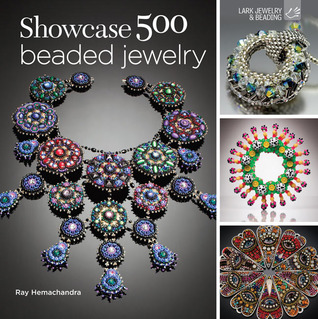 Showcase 500
beaded jewelry
LARK JEWELRY
& BEADING
Ray Hemachandra